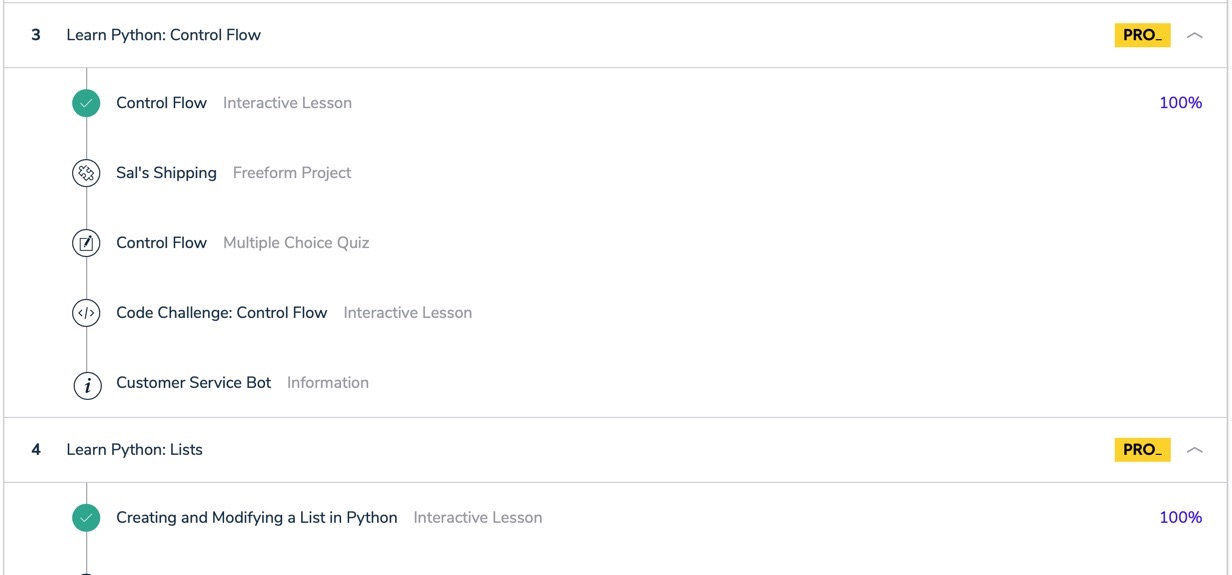 3 Learn Python: Control Flow PRO_
Control Flow Interactive Lesson 100%
Sal's Shipping Freeform Project
Control Flow Multiple Choice Quiz
</> Code Challenge: Control Flow Interactive Lesson
i Customer Service Bot Information
4 Learn Python: Lists PRO_
Creating and Modifying a List in Python Interactive Lesson 100%